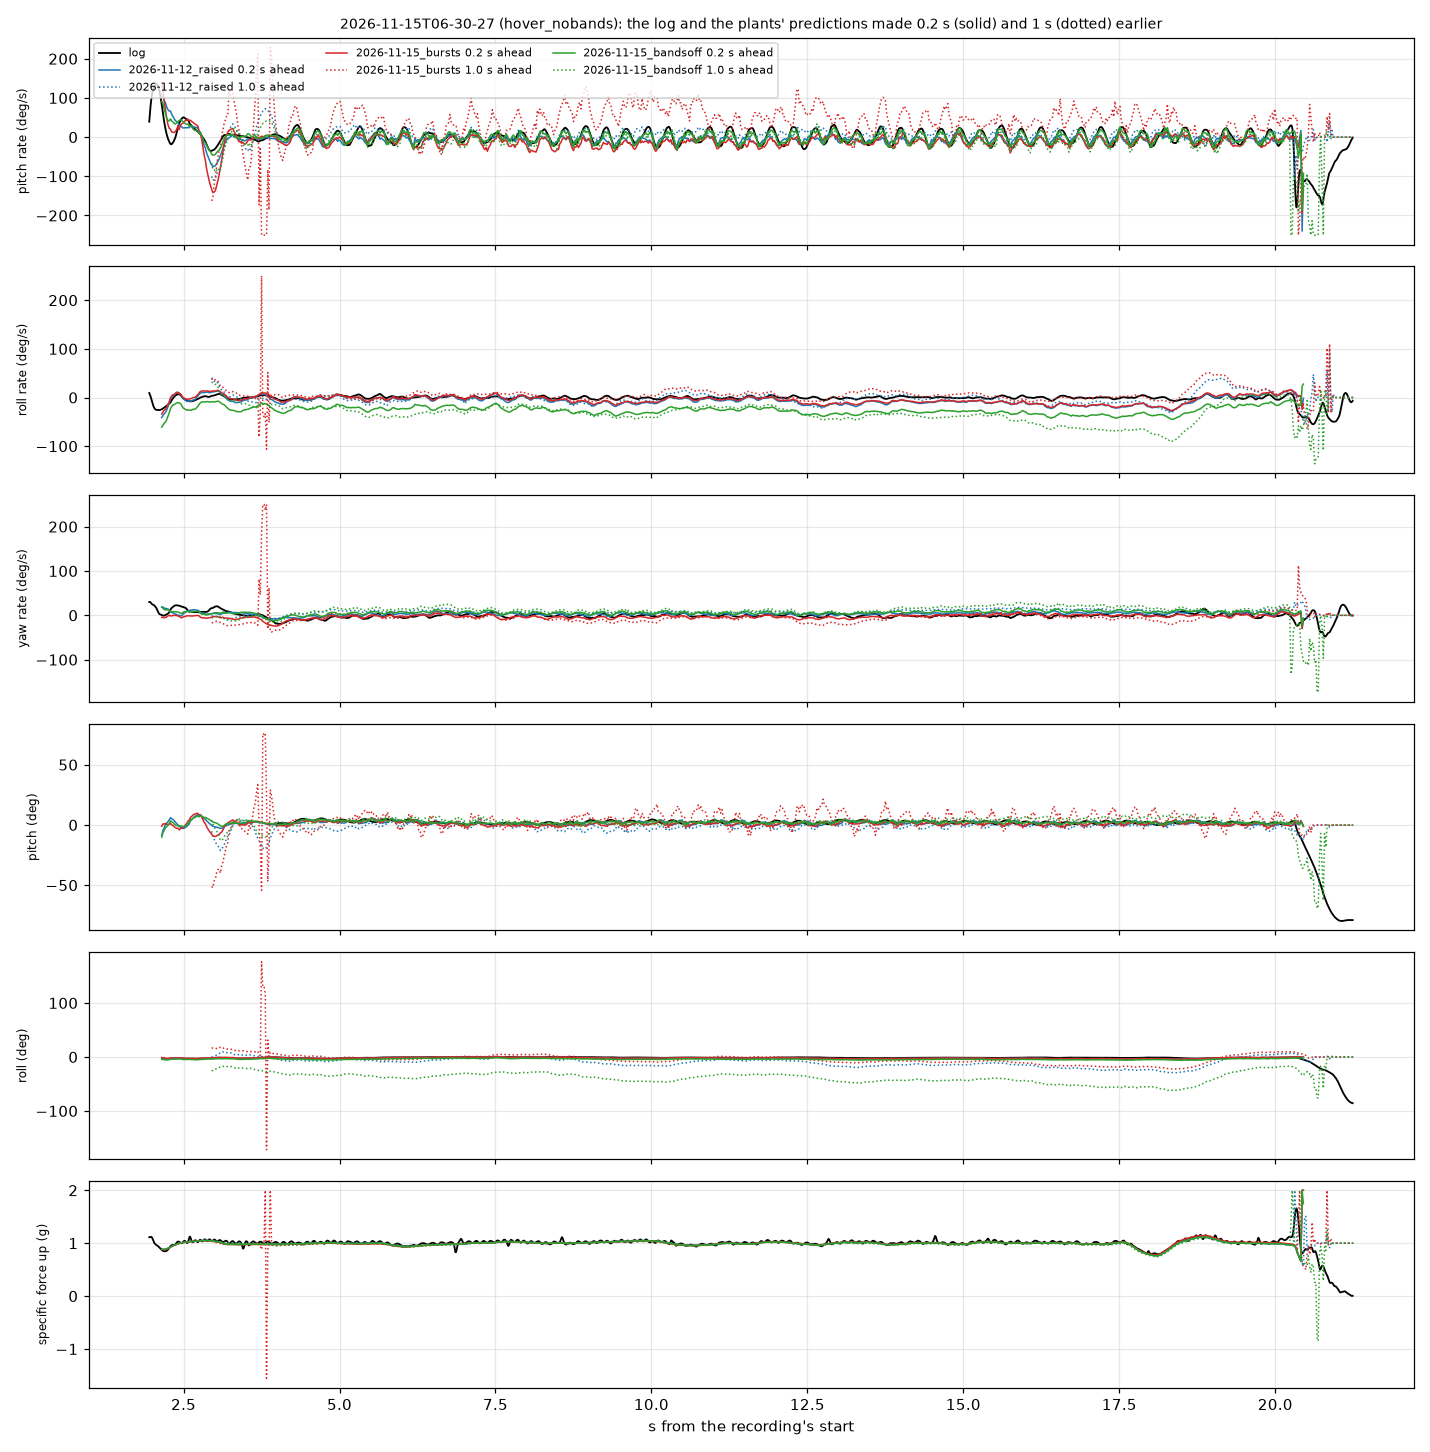 2026-11-15T06-30-27 (hover_nobands): the log and the plants' predictions made 0.2 s (solid) and 1 s (dotted) earlier
log
2026-11-12_raised 0.2 s ahead
2026-11-12_raised 1.0 s ahead
2026-11-15_bursts 0.2 s ahead
2026-11-15_bursts 1.0 s ahead
2026-11-15_bandsoff 0.2 s ahead
2026-11-15_bandsoff 1.0 s ahead
pitch rate (deg/s)
200
100
0
−100
−200
roll rate (deg/s)
200
100
0
−100
yaw rate (deg/s)
200
100
0
−100
pitch (deg)
50
0
−50
roll (deg)
100
0
−100
specific force up (g)
2
1
0
−1
2.5 5.0 7.5 10.0 12.5 15.0 17.5 20.0
s from the recording's start